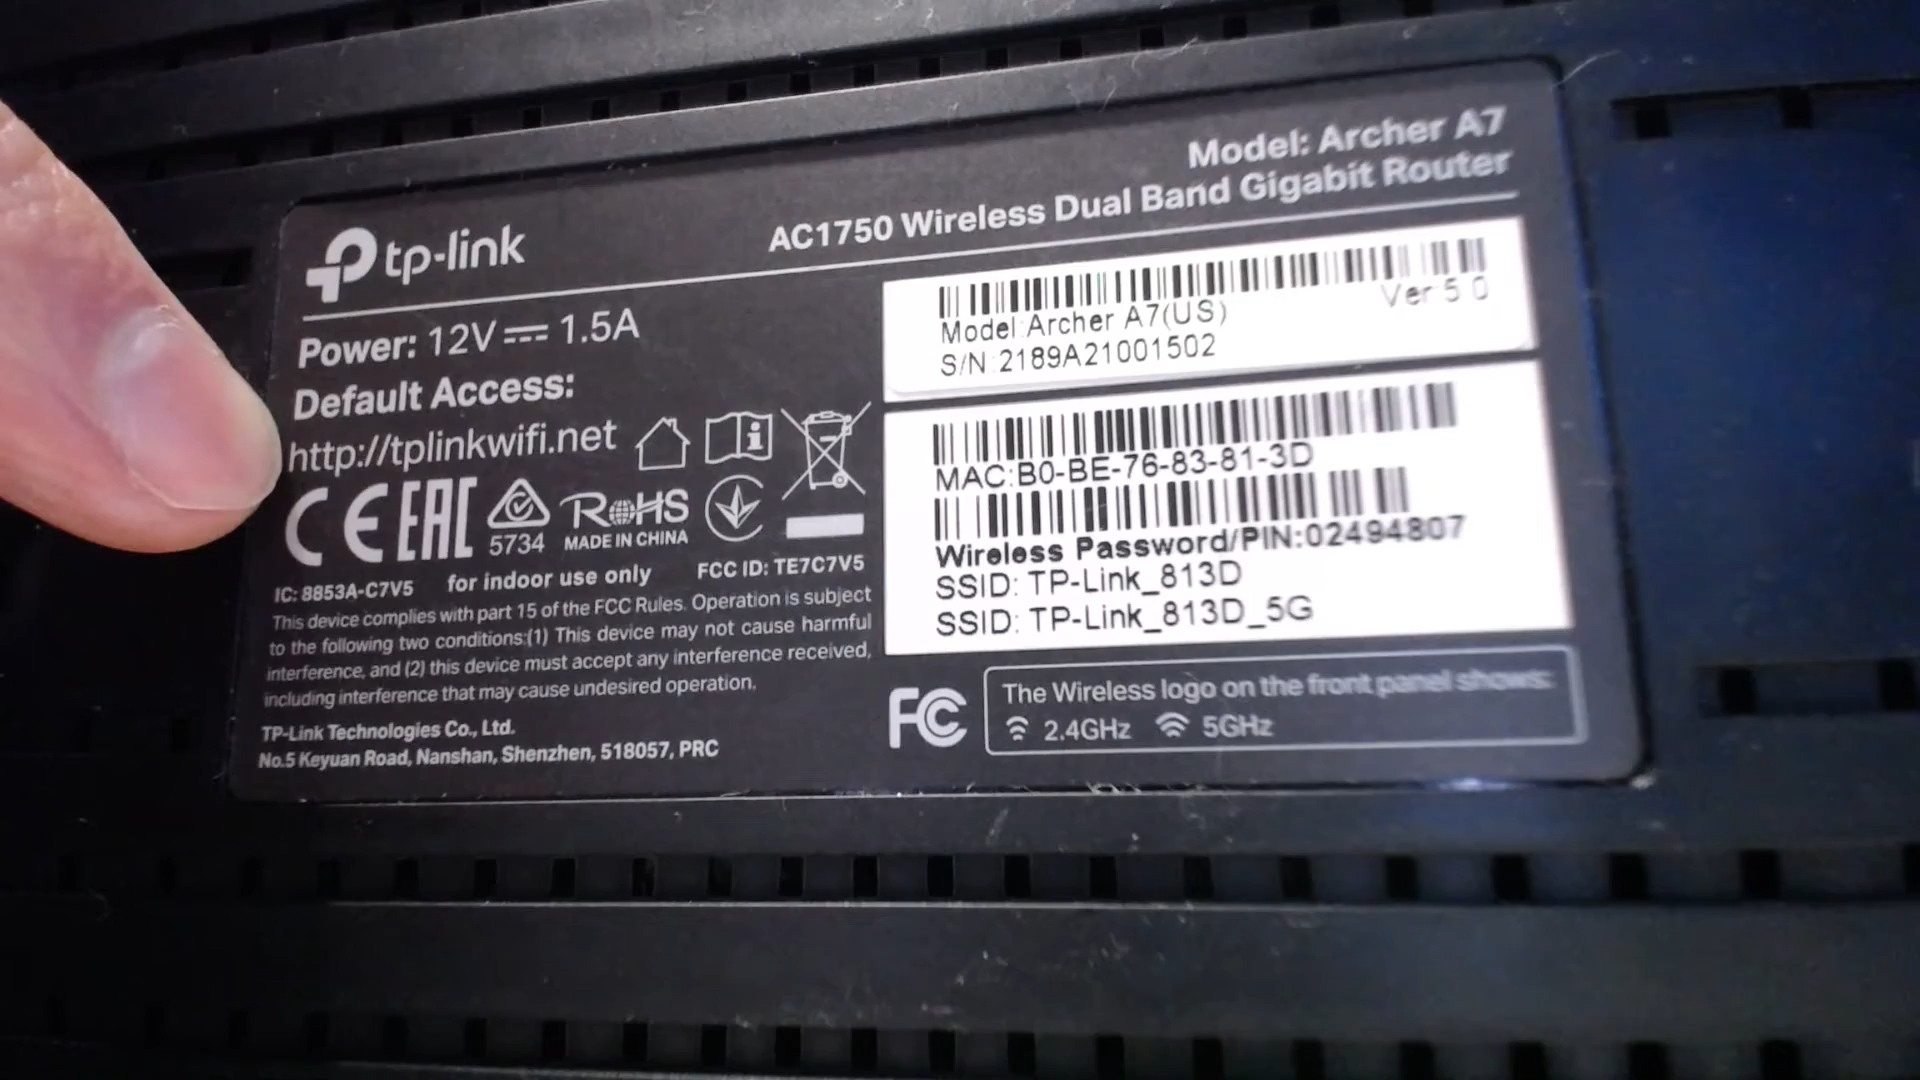 Model: Archer A7
AC1750 Wireless Dual Band Gigabit Router
tp-link
Power: 12V 1.5A
Default Access:
http://tplinkwifi.net
CE EAC 5734 RoHS
MADE IN CHINA
IC: 8853A-C7V5 for indoor use only FCC ID: TE7C7V5
This device complies with part 15 of the FCC Rules. Operation is subject
to the following two conditions:(1) This device may not cause harmful
interference, and (2) this device must accept any interference received,
including interference that may cause undesired operation.
TP-Link Technologies Co., Ltd.
No.5 Keyuan Road, Nanshan, Shenzhen, 518057, PRC
Model:Archer A7(US) Ver 5.0
S/N:2189A21001502
MAC:B0-BE-76-83-81-3D
Wireless Password/PIN:02494807
SSID: TP-Link_813D
SSID: TP-Link_813D_5G
FC
The Wireless logo on the front panel shows:
2.4GHz 5GHz